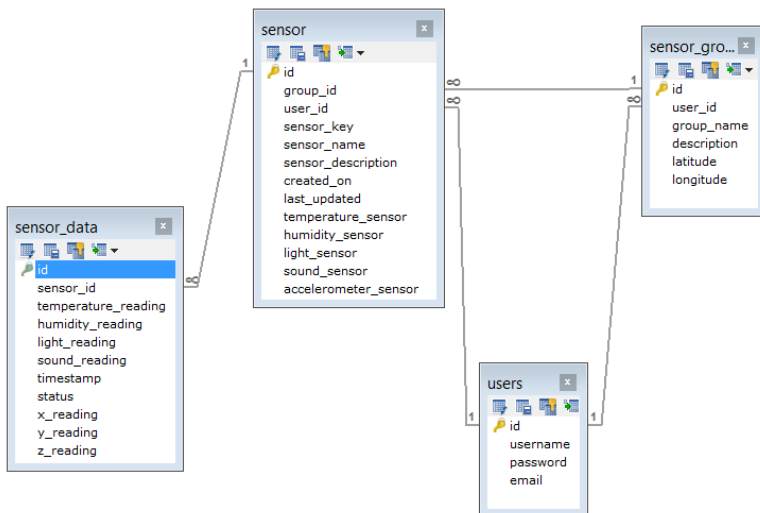 sensor
id
group_id
user_id
sensor_key
sensor_name
sensor_description
created_on
last_updated
temperature_sensor
humidity_sensor
light_sensor
sound_sensor
accelerometer_sensor
sensor_gro...
id
user_id
group_name
description
latitude
longitude
sensor_data
id
sensor_id
temperature_reading
humidity_reading
light_reading
sound_reading
timestamp
status
x_reading
y_reading
z_reading
users
id
username
password
email
1
∞
∞
∞
1
∞
1
1